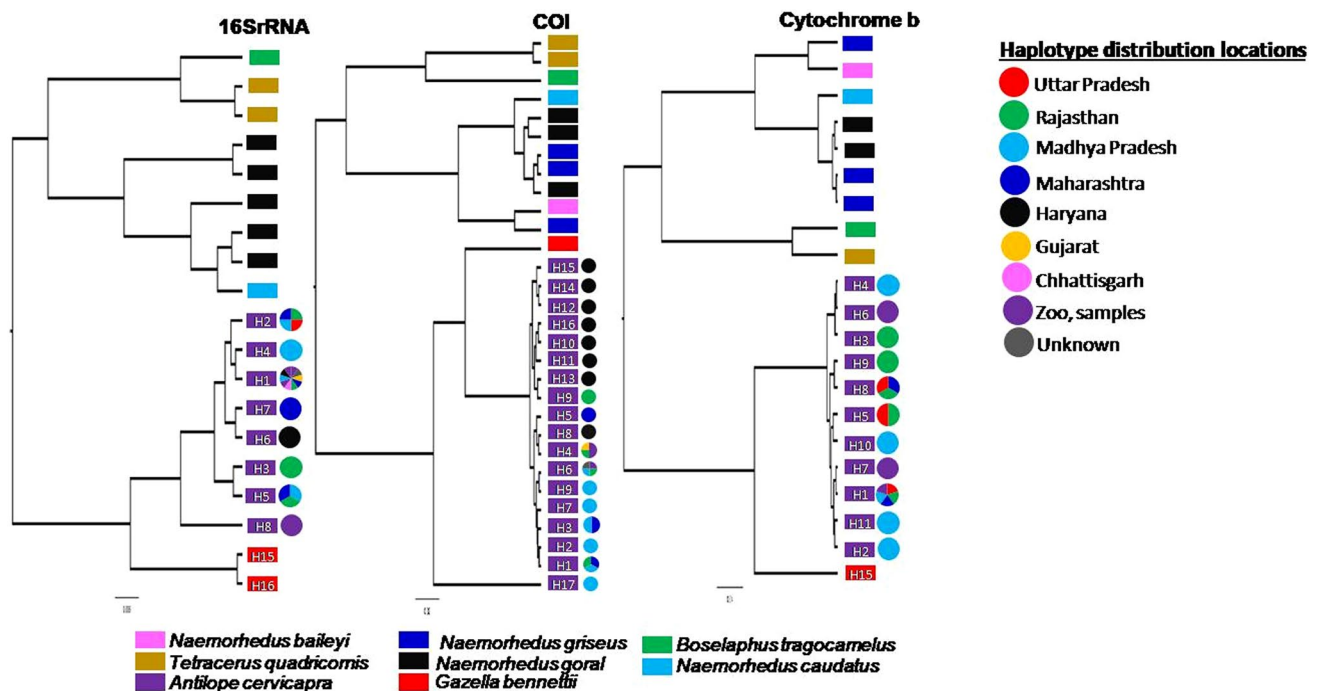 16SrRNA
H2
H4
H1
H7
H6
H3
H5
H8
H15
H16
COI
H15
H14
H12
H16
H10
H11
H13
H9
H5
H8
H4
H6
H9
H7
H3
H2
H1
H17
Cytochrome b
H4
H6
H3
H9
H8
H5
H10
H7
H1
H11
H2
H15
Haplotype distribution locations
Uttar Pradesh
Rajasthan
Madhya Pradesh
Maharashtra
Haryana
Gujarat
Chhattisgarh
Zoo, samples
Unknown
Naemorhedus baileyi
Tetracerus quadricornis
Antilope cervicapra
Naemorhedus griseus
Naemorhedus goral
Gazella bennettii
Boselaphus tragocamelus
Naemorhedus caudatus